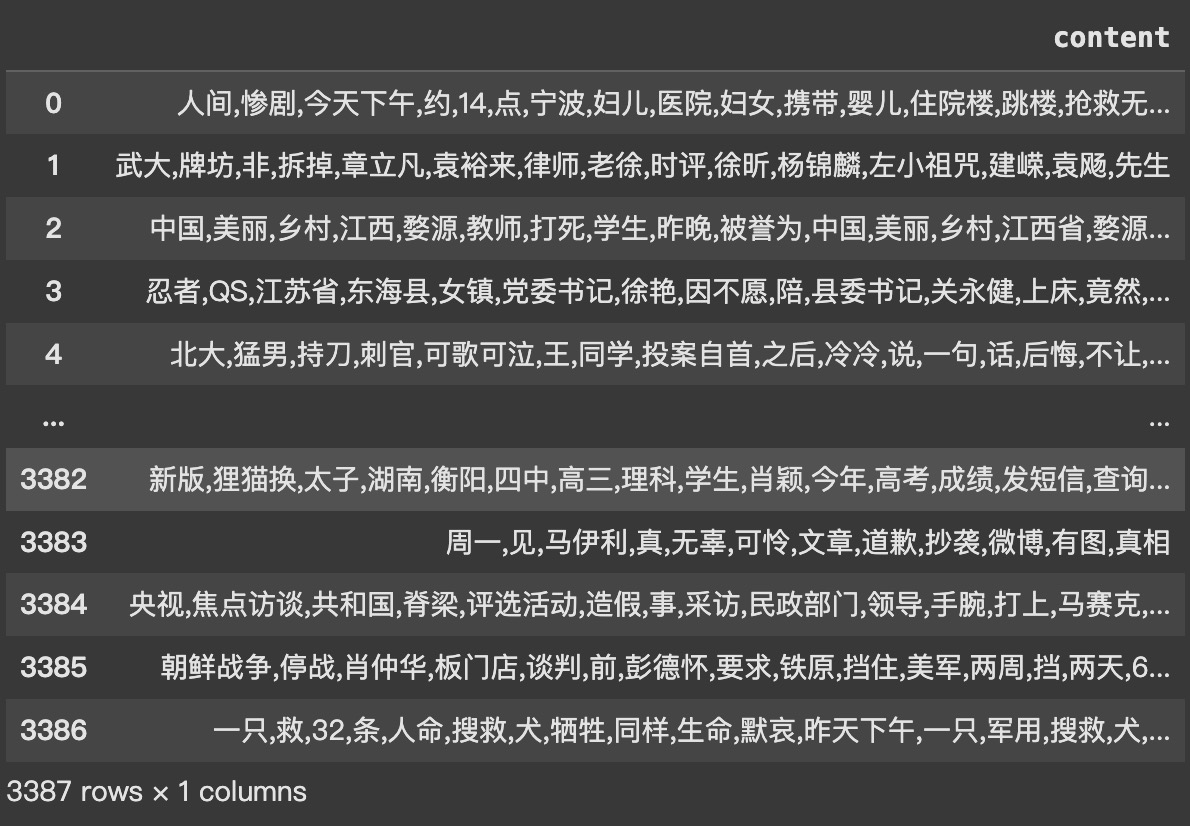 content
0 人间,惨剧,今天下午,约,14,点,宁波,妇儿,医院,妇女,携带,婴儿,住院楼,跳楼,抢救无...
1 武大,牌坊,非,拆掉,章立凡,袁裕来,律师,老徐,时评,徐昕,杨锦麟,左小祖咒,建嵘,袁飏,先生
2 中国,美丽,乡村,江西,婺源,教师,打死,学生,昨晚,被誉为,中国,美丽,乡村,江西省,婺源...
3 忍者,QS,江苏省,东海县,女镇,党委书记,徐艳,因不愿,陪,县委书记,关永健,上床,竟然,...
4 北大,猛男,持刀,刺官,可歌可泣,王,同学,投案自首,之后,冷冷,说,一句,话,后悔,不让,...
... ...
3382 新版,狸猫换,太子,湖南,衡阳,四中,高三,理科,学生,肖颖,今年,高考,成绩,发短信,查询...
3383 周一,见,马伊利,真,无辜,可怜,文章,道歉,抄袭,微博,有图,真相
3384 央视,焦点访谈,共和国,脊梁,评选活动,造假,事,采访,民政部门,领导,手腕,打上,马赛克,...
3385 朝鲜战争,停战,肖仲华,板门店,谈判,前,彭德怀,要求,铁原,挡住,美军,两周,挡,两天,6...
3386 一只,救,32,条,人命,搜救,犬,牺牲,同样,生命,默哀,昨天下午,一只,军用,搜救,犬,...
3387 rows × 1 columns